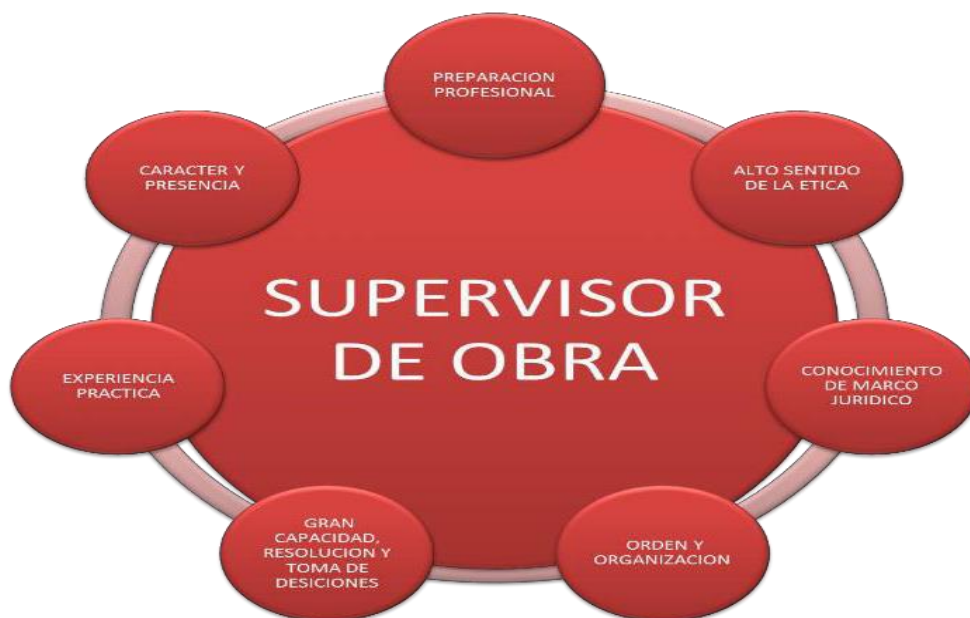 PREPARACION
PROFESIONAL
ALTO SENTIDO
DE LA ETICA
CONOCIMIENTO
DE MARCO
JURIDICO
ORDEN Y
ORGANIZACION
GRAN
CAPACIDAD,
RESOLUCION Y
TOMA DE
DESICIONES
EXPERIENCIA
PRACTICA
CARACTER Y
PRESENCIA
SUPERVISOR
DE OBRA